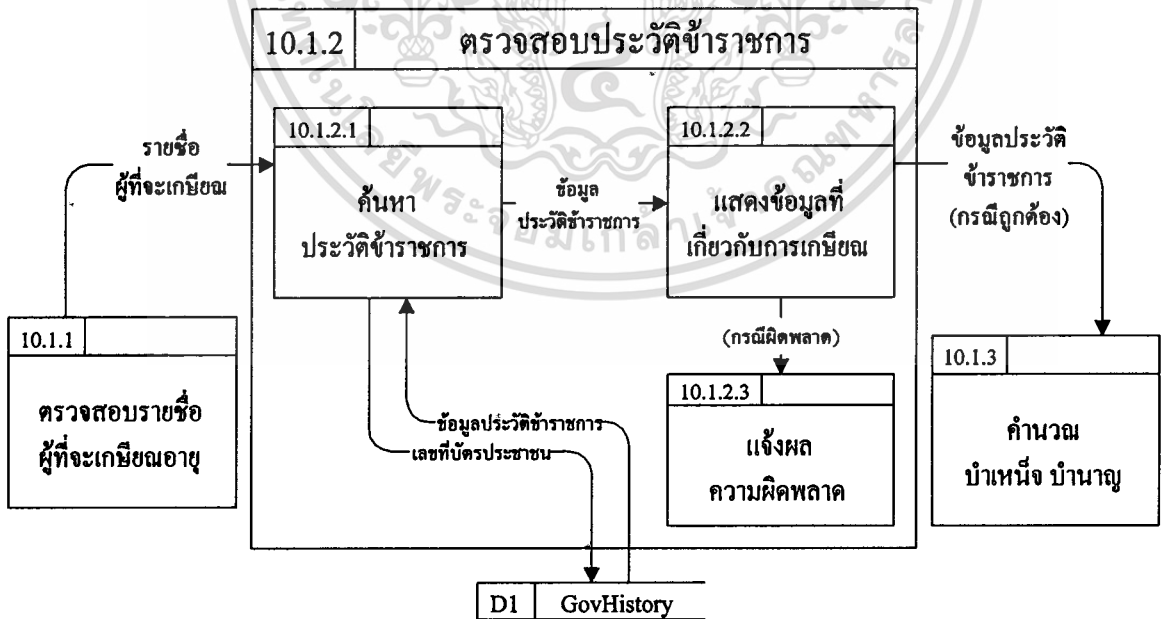 10.1.2 ตรวจสอบประวัติข้าราชการ
10.1.2.1
ค้นหา
ประวัติข้าราชการ
10.1.2.2
แสดงข้อมูลที่
เกี่ยวกับการเกษียณ
รายชื่อ
ผู้ที่จะเกษียณ
ข้อมูล
ประวัติข้าราชการ
ข้อมูลประวัติ
ข้าราชการ
(กรณีถูกต้อง)
10.1.1
ตรวจสอบรายชื่อ
ผู้ที่จะเกษียณอายุ
(กรณีผิดพลาด)
10.1.2.3
แจ้งผล
ความผิดพลาด
10.1.3
คำนวณ
บำเหน็จ บำนาญ
ข้อมูลประวัติข้าราชการ
เลขที่บัตรประชาชน
D1 GovHistory